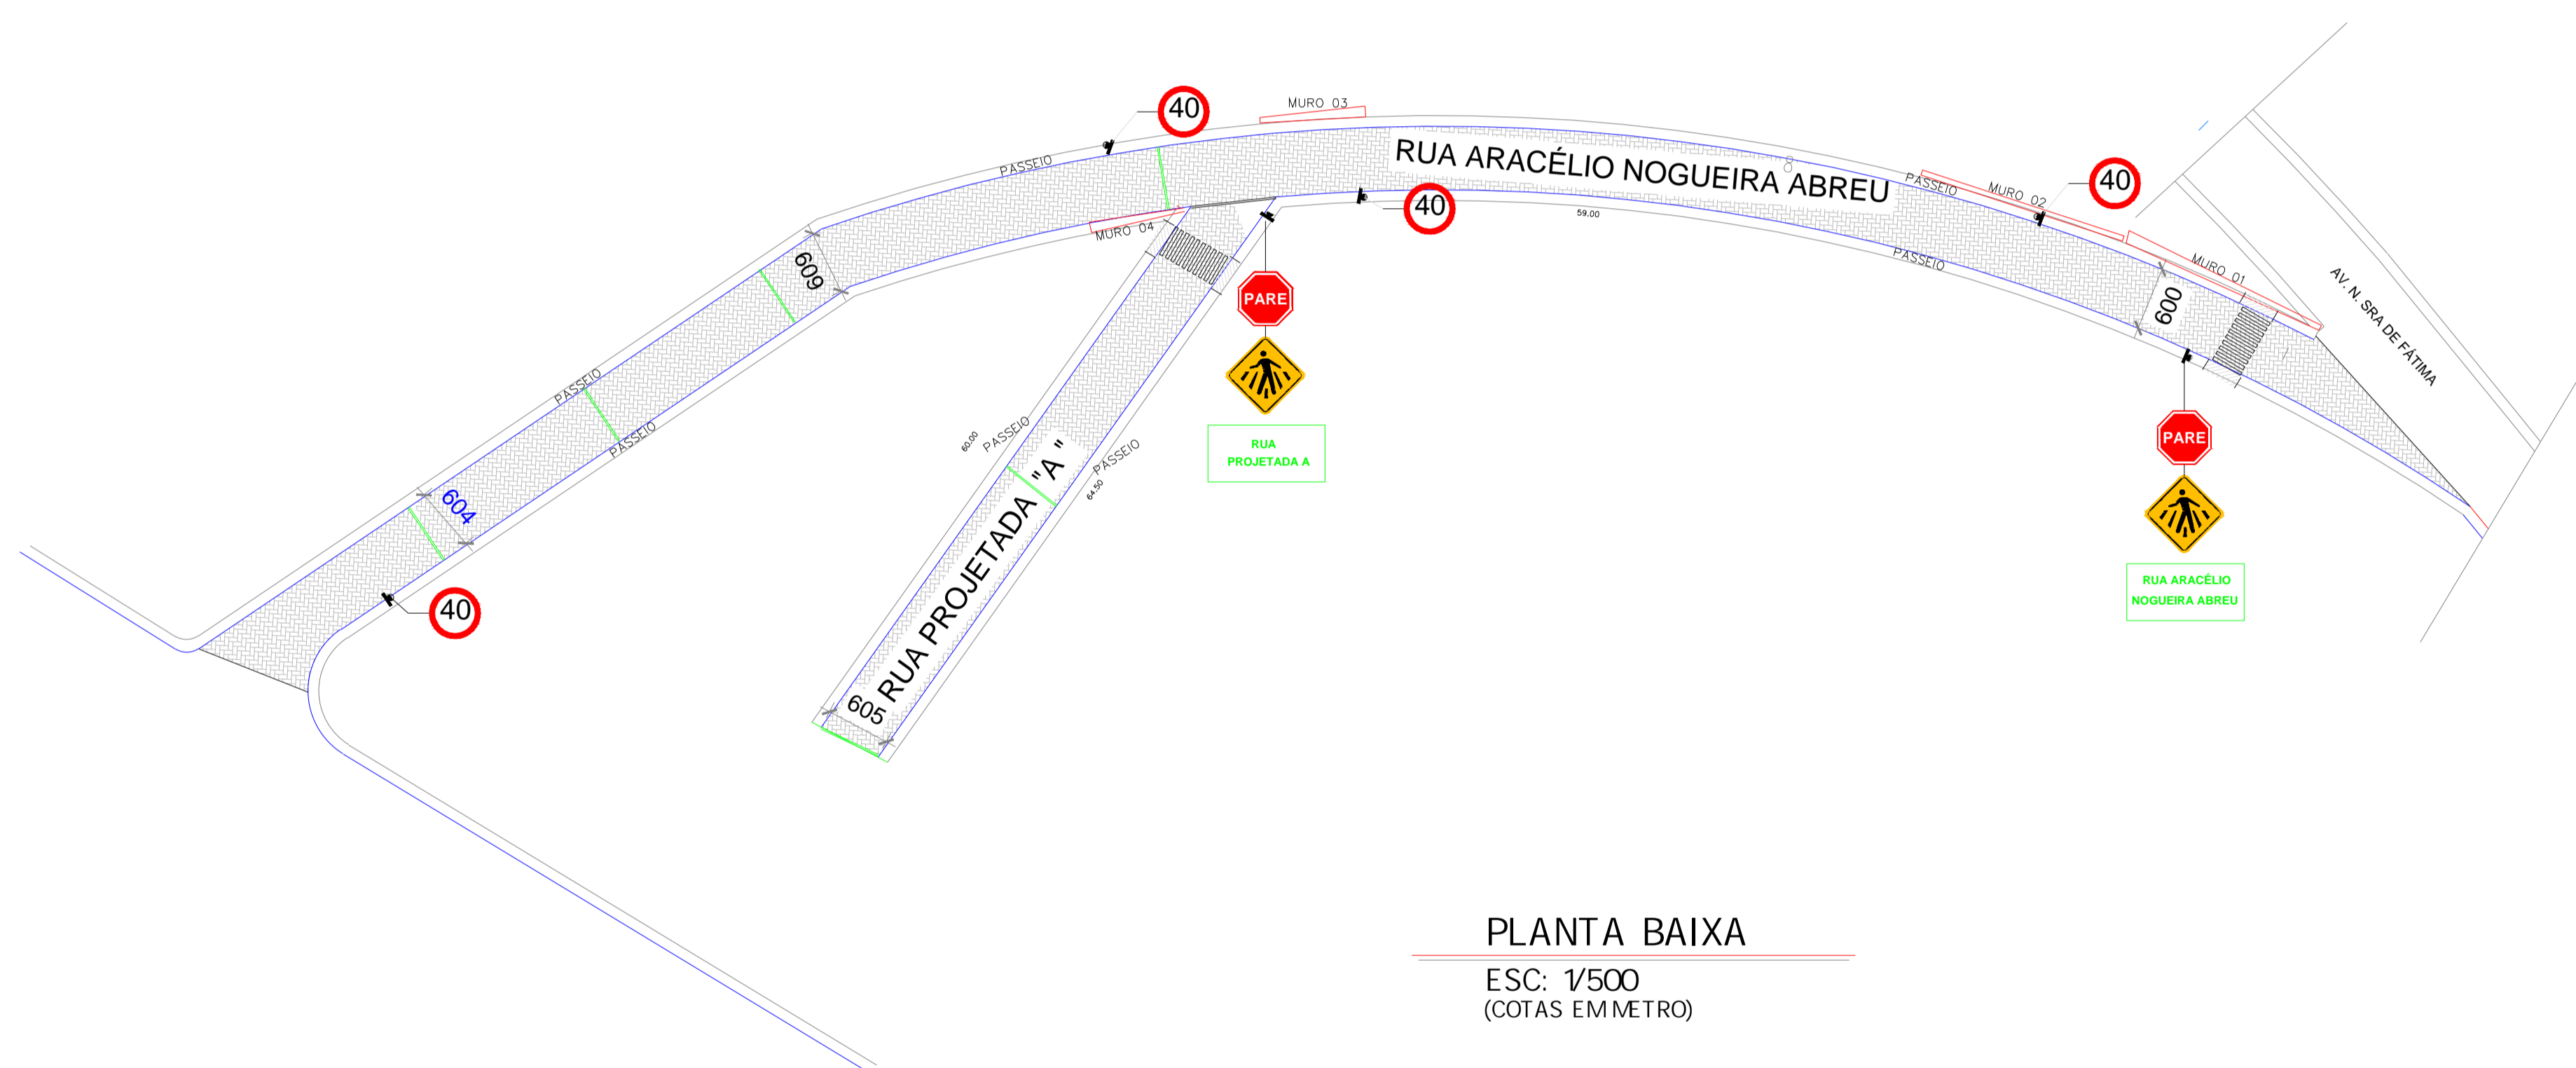 40
MURO 03
PASSEIO
RUA ARACÉLIO NOGUEIRA ABREU
PASSEIO
MURO 02
40
40
59.00
MURO 04
609
PASSEIO
MURO 01
600
AV. N. SRA DE FÁTIMA
PARE
PASSEIO
PASSEIO
604
40
60.00
PASSEIO
PASSEIO
64.50
RUA PROJETADA "A"
605
RUA
PROJETADA A
PARE
RUA ARACÉLIO
NOGUEIRA ABREU
PLANTA BAIXA
ESC: 1/500
(COTAS EM METRO)